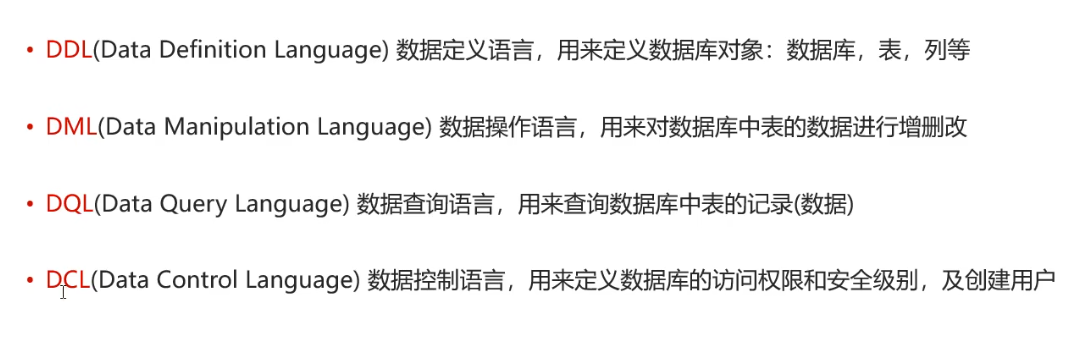 • DDL(Data Definition Language) 数据定义语言，用来定义数据库对象：数据库，表，列等
• DML(Data Manipulation Language) 数据操作语言，用来对数据库中表的数据进行增删改
• DQL(Data Query Language) 数据查询语言，用来查询数据库中表的记录(数据)
• DCL(Data Control Language) 数据控制语言，用来定义数据库的访问权限和安全级别，及创建用户